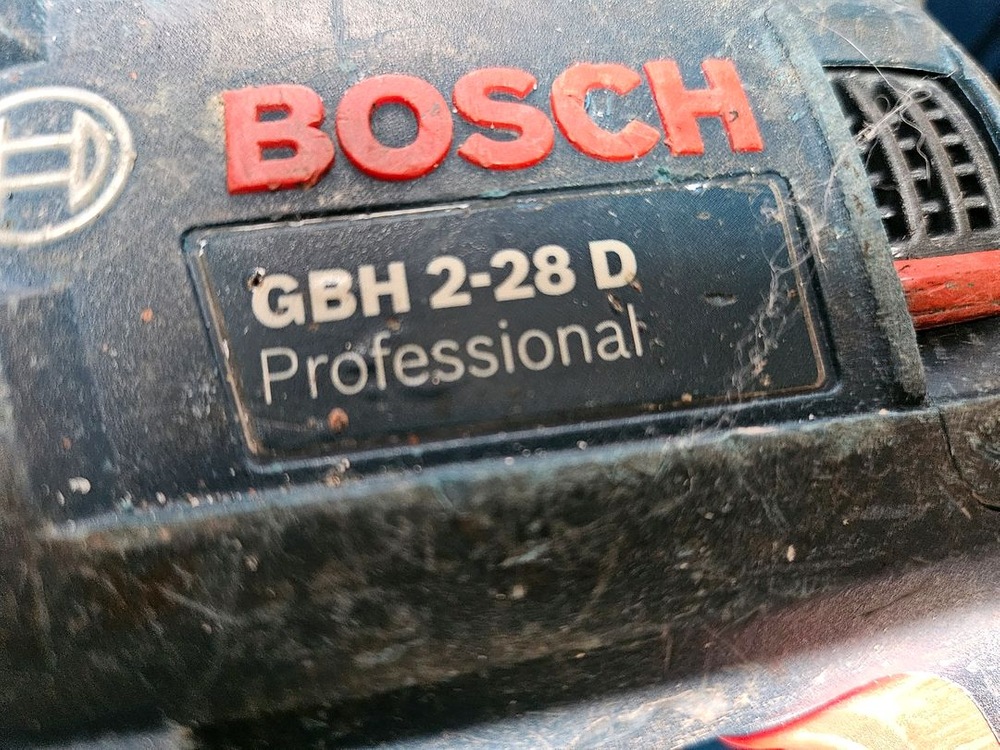 BOSCH
GBH 2-28 D
Professional